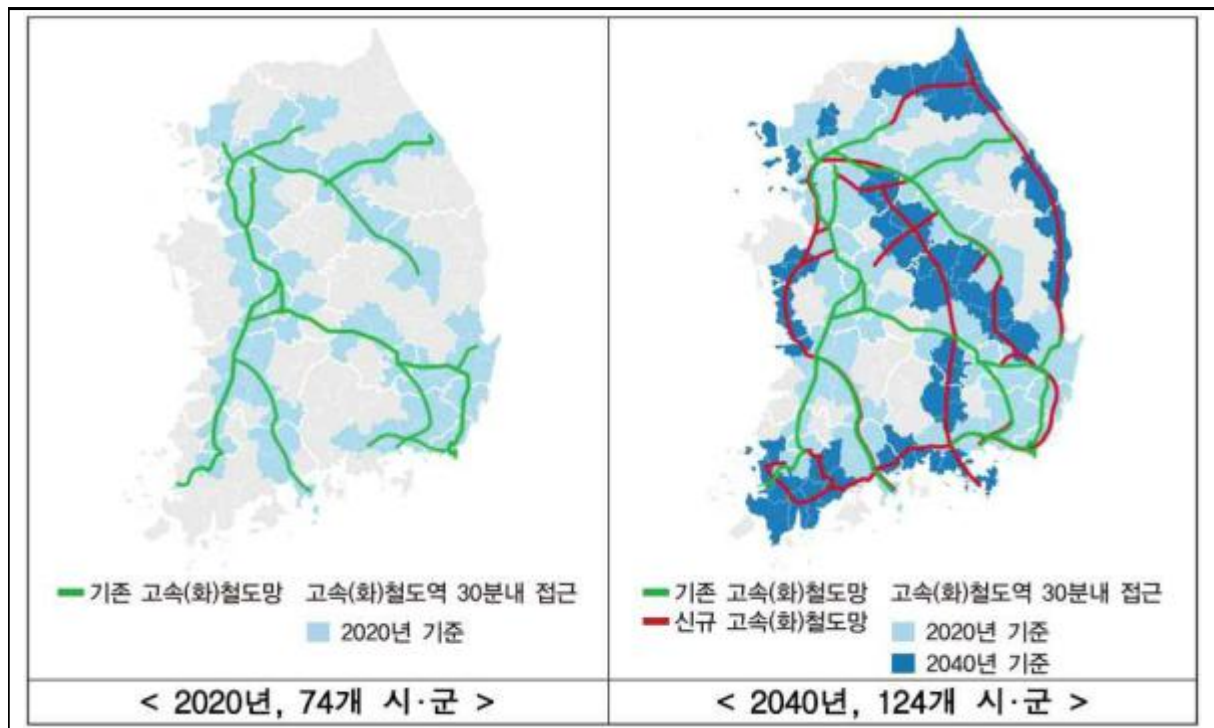 기존 고속(화)철도망 고속(화)철도역 30분내 접근
2020년 기준
< 2020년, 74개 시·군 >
기존 고속(화)철도망 고속(화)철도역 30분내 접근
신규 고속(화)철도망 2020년 기준
2040년 기준
< 2040년, 124개 시·군 >